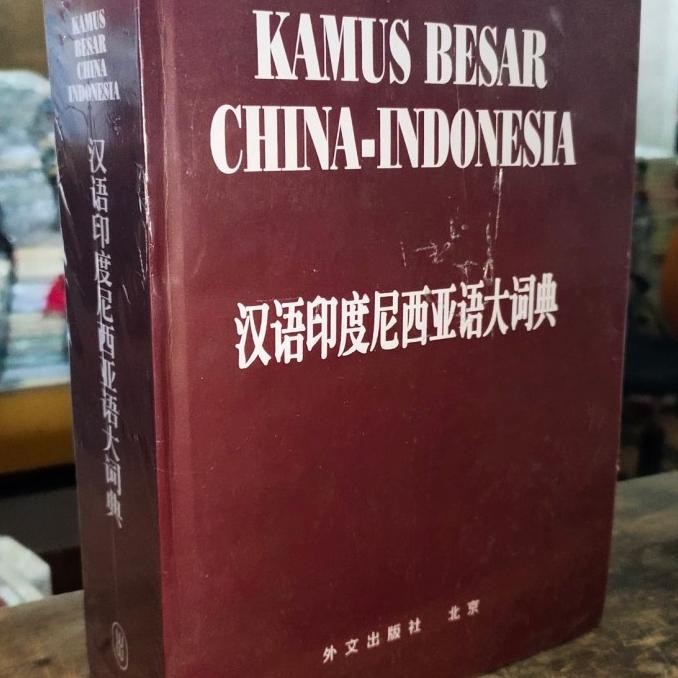 KAMUS
BESAR
CHINA
INDONESIA
汉语印度尼西亚语大词典
KAMUS BESAR
CHINA-INDONESIA
汉语印度尼西亚语大词典
外文出版社 北京